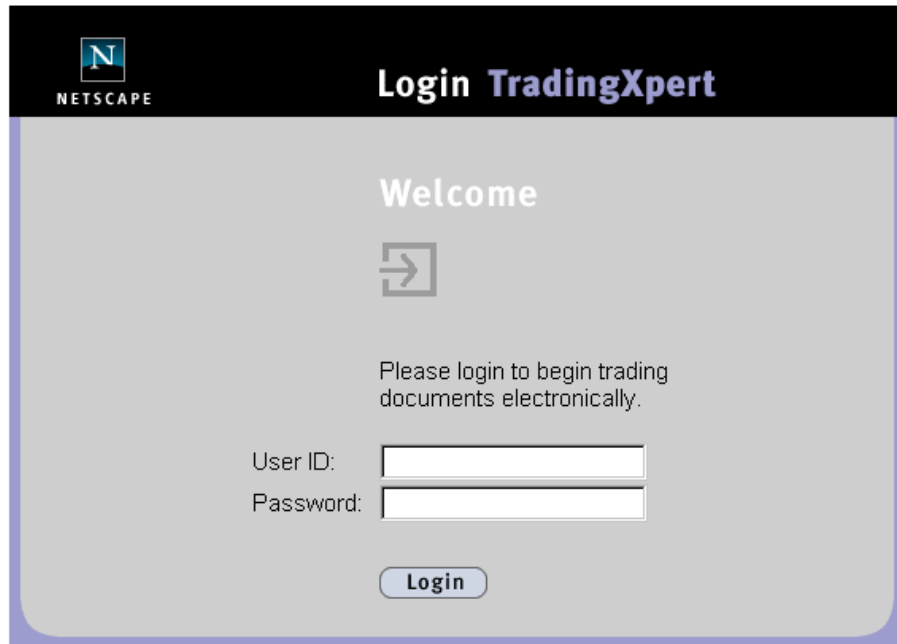 N
NETSCAPE
Login TradingXpert
Welcome
Please login to begin trading
documents electronically.
User ID:
Password:
Login